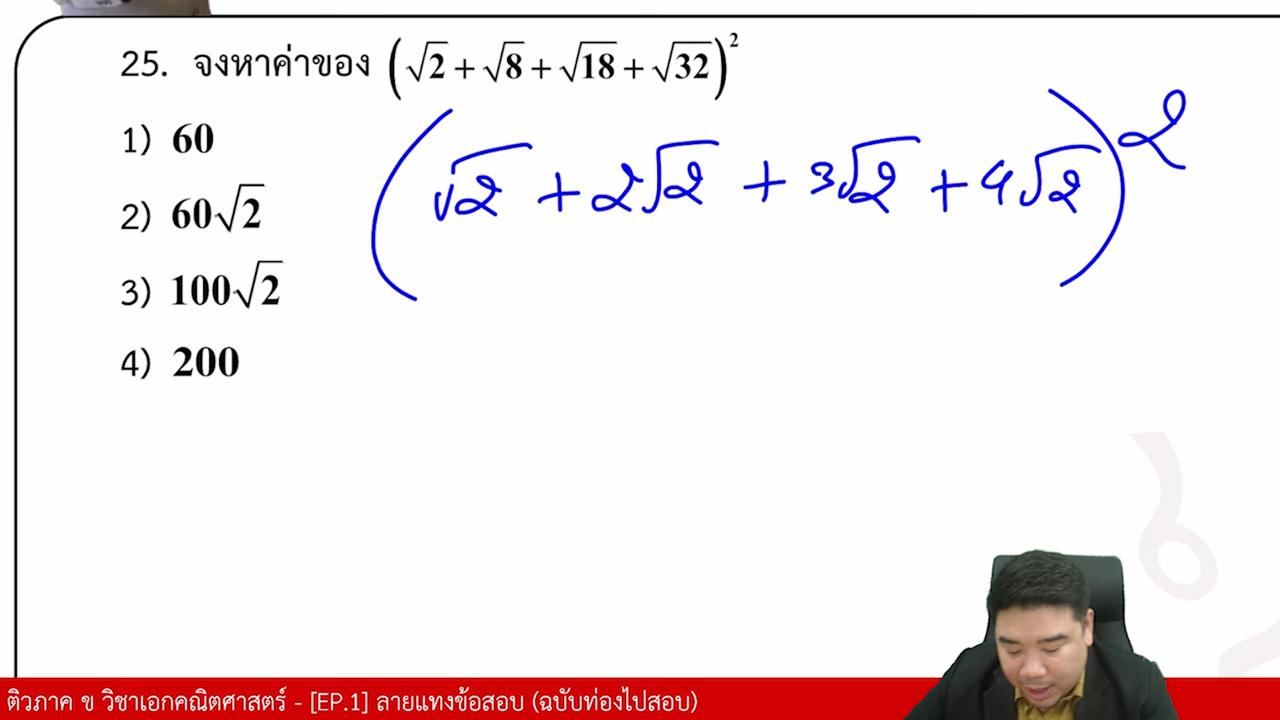 25. จงหาค่าของ (√2 + √8 + √18 + √32)²
(√2 + 2√2 + 3√2 + 4√2)²
1) 60
2) 60√2
3) 100√2
4) 200
ติวภาค ข วิชาเอกคณิตศาสตร์ - [EP.1] ลายแทงข้อสอบ (ฉบับท่องไปสอบ)